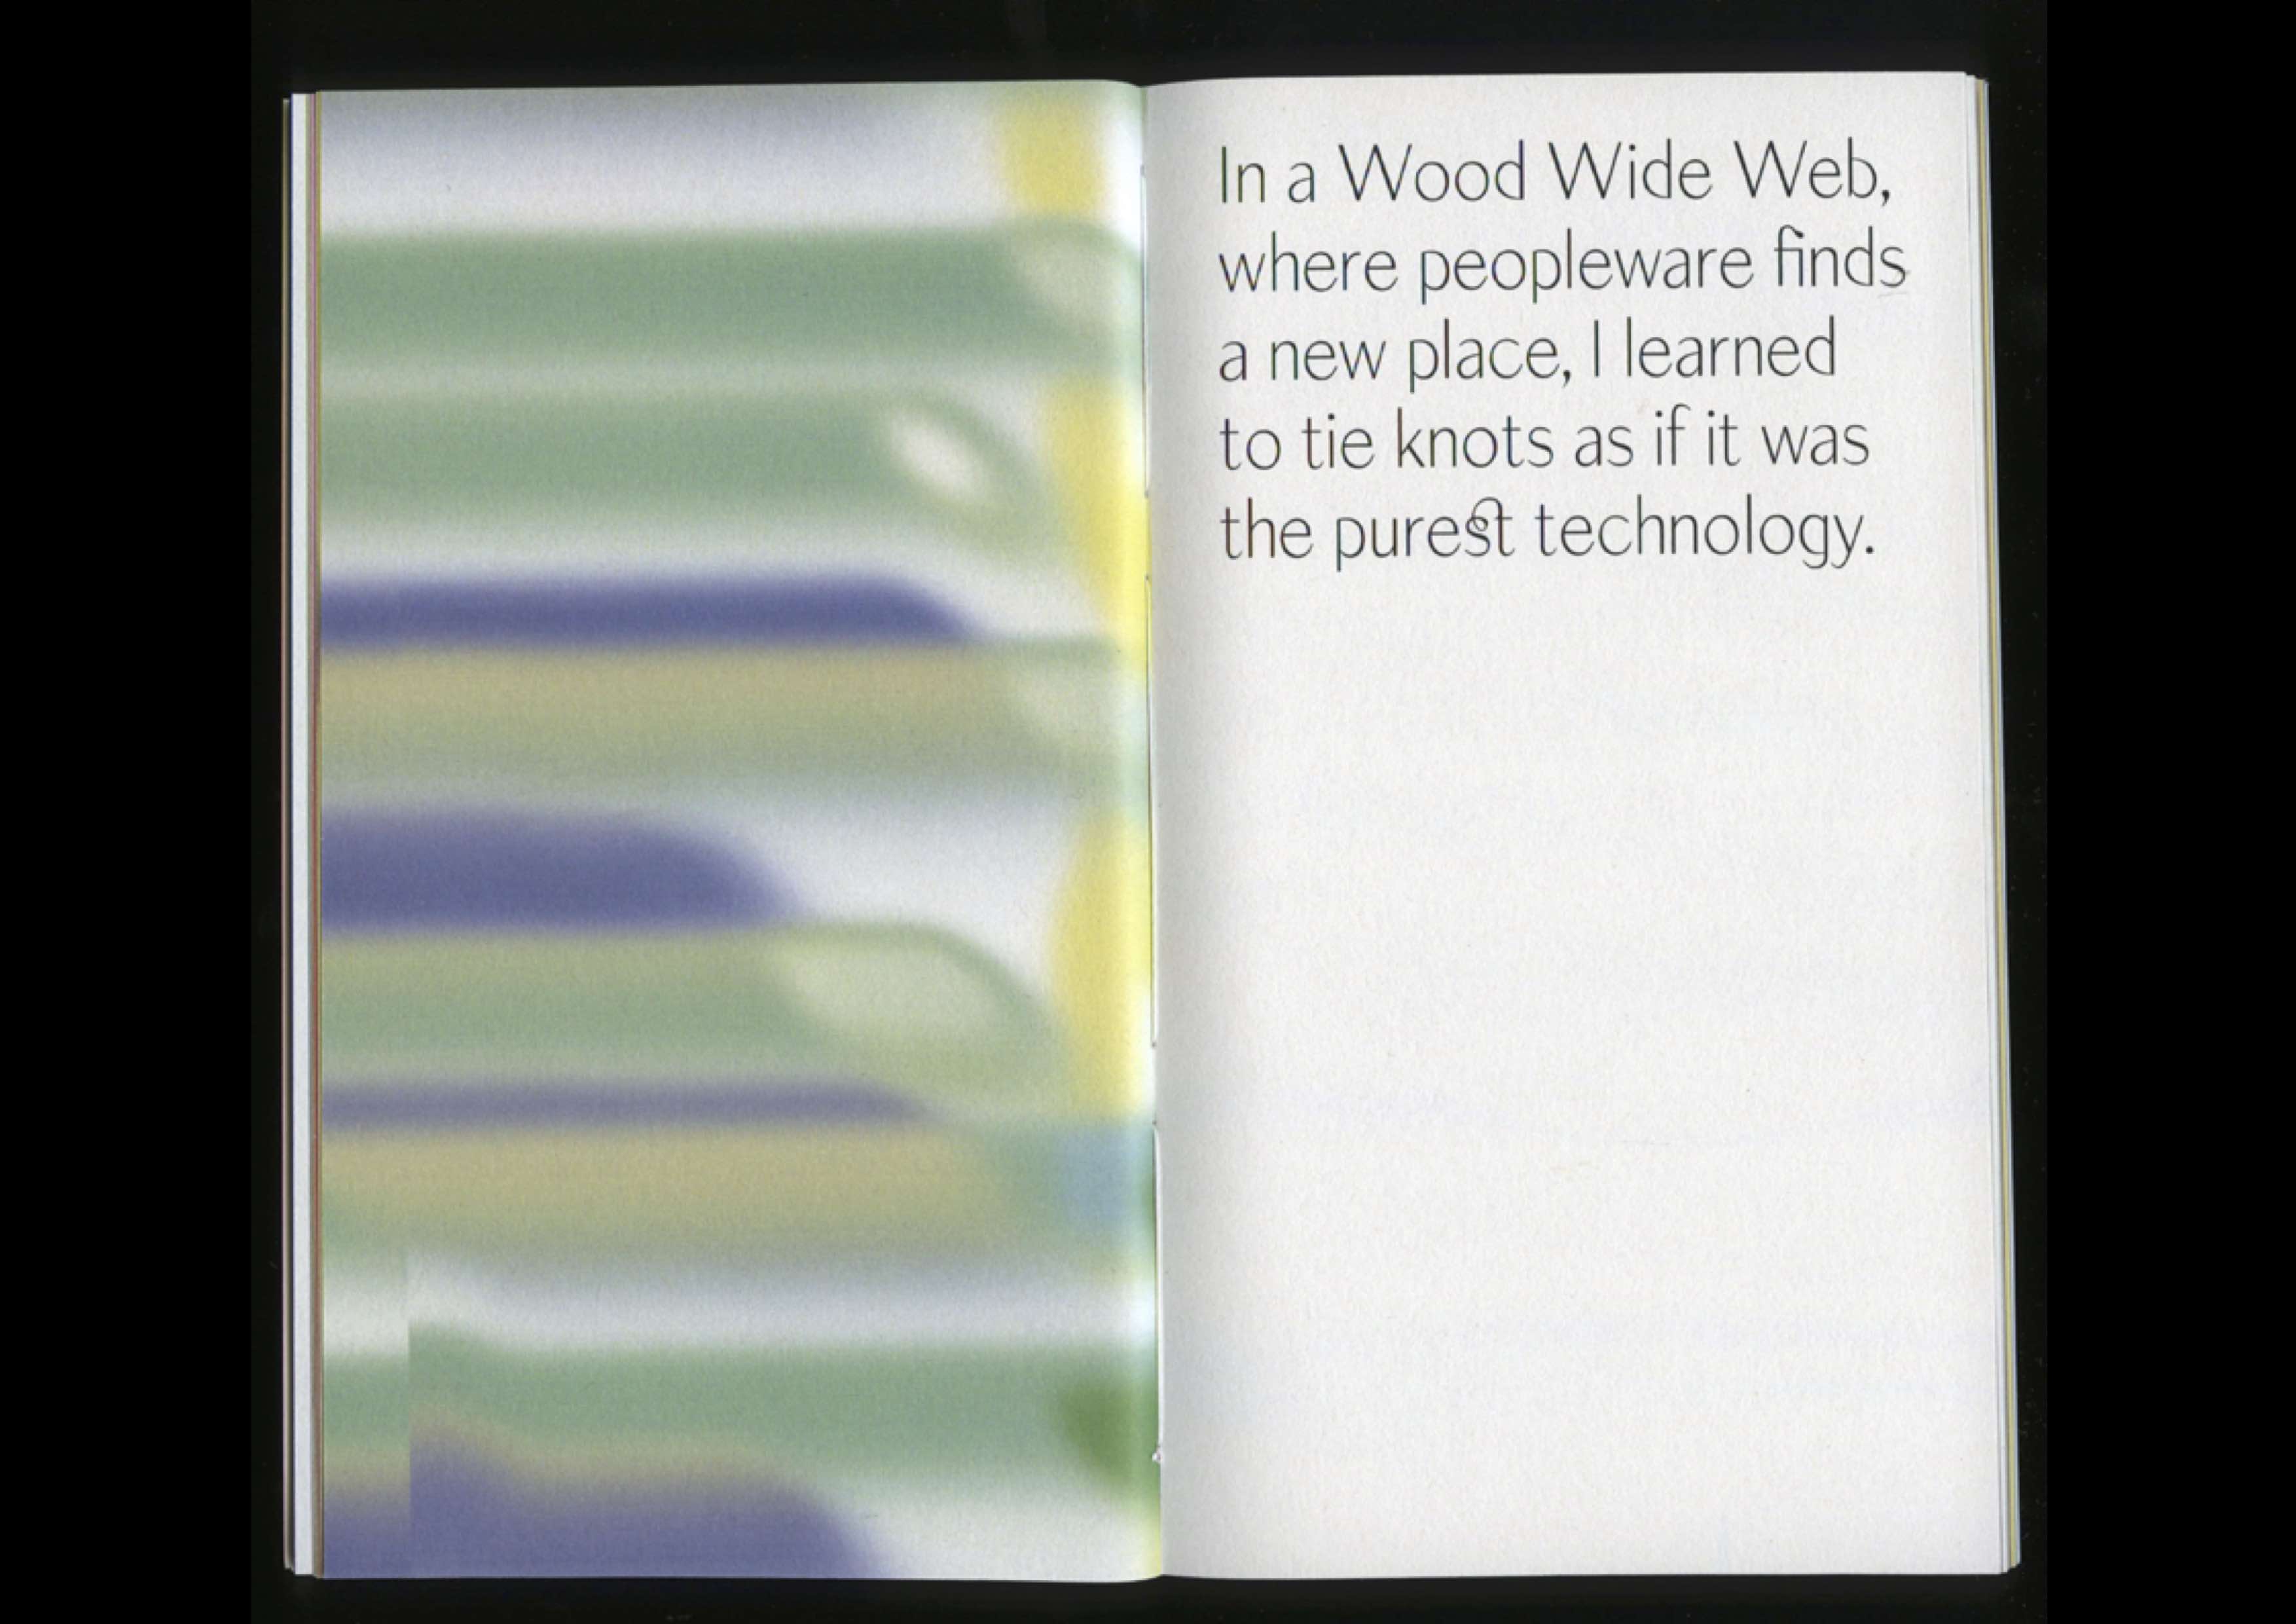 In a Wood Wide Web,
where peopleware finds
a new place, I learned
to tie knots as if it was
the purest technology.